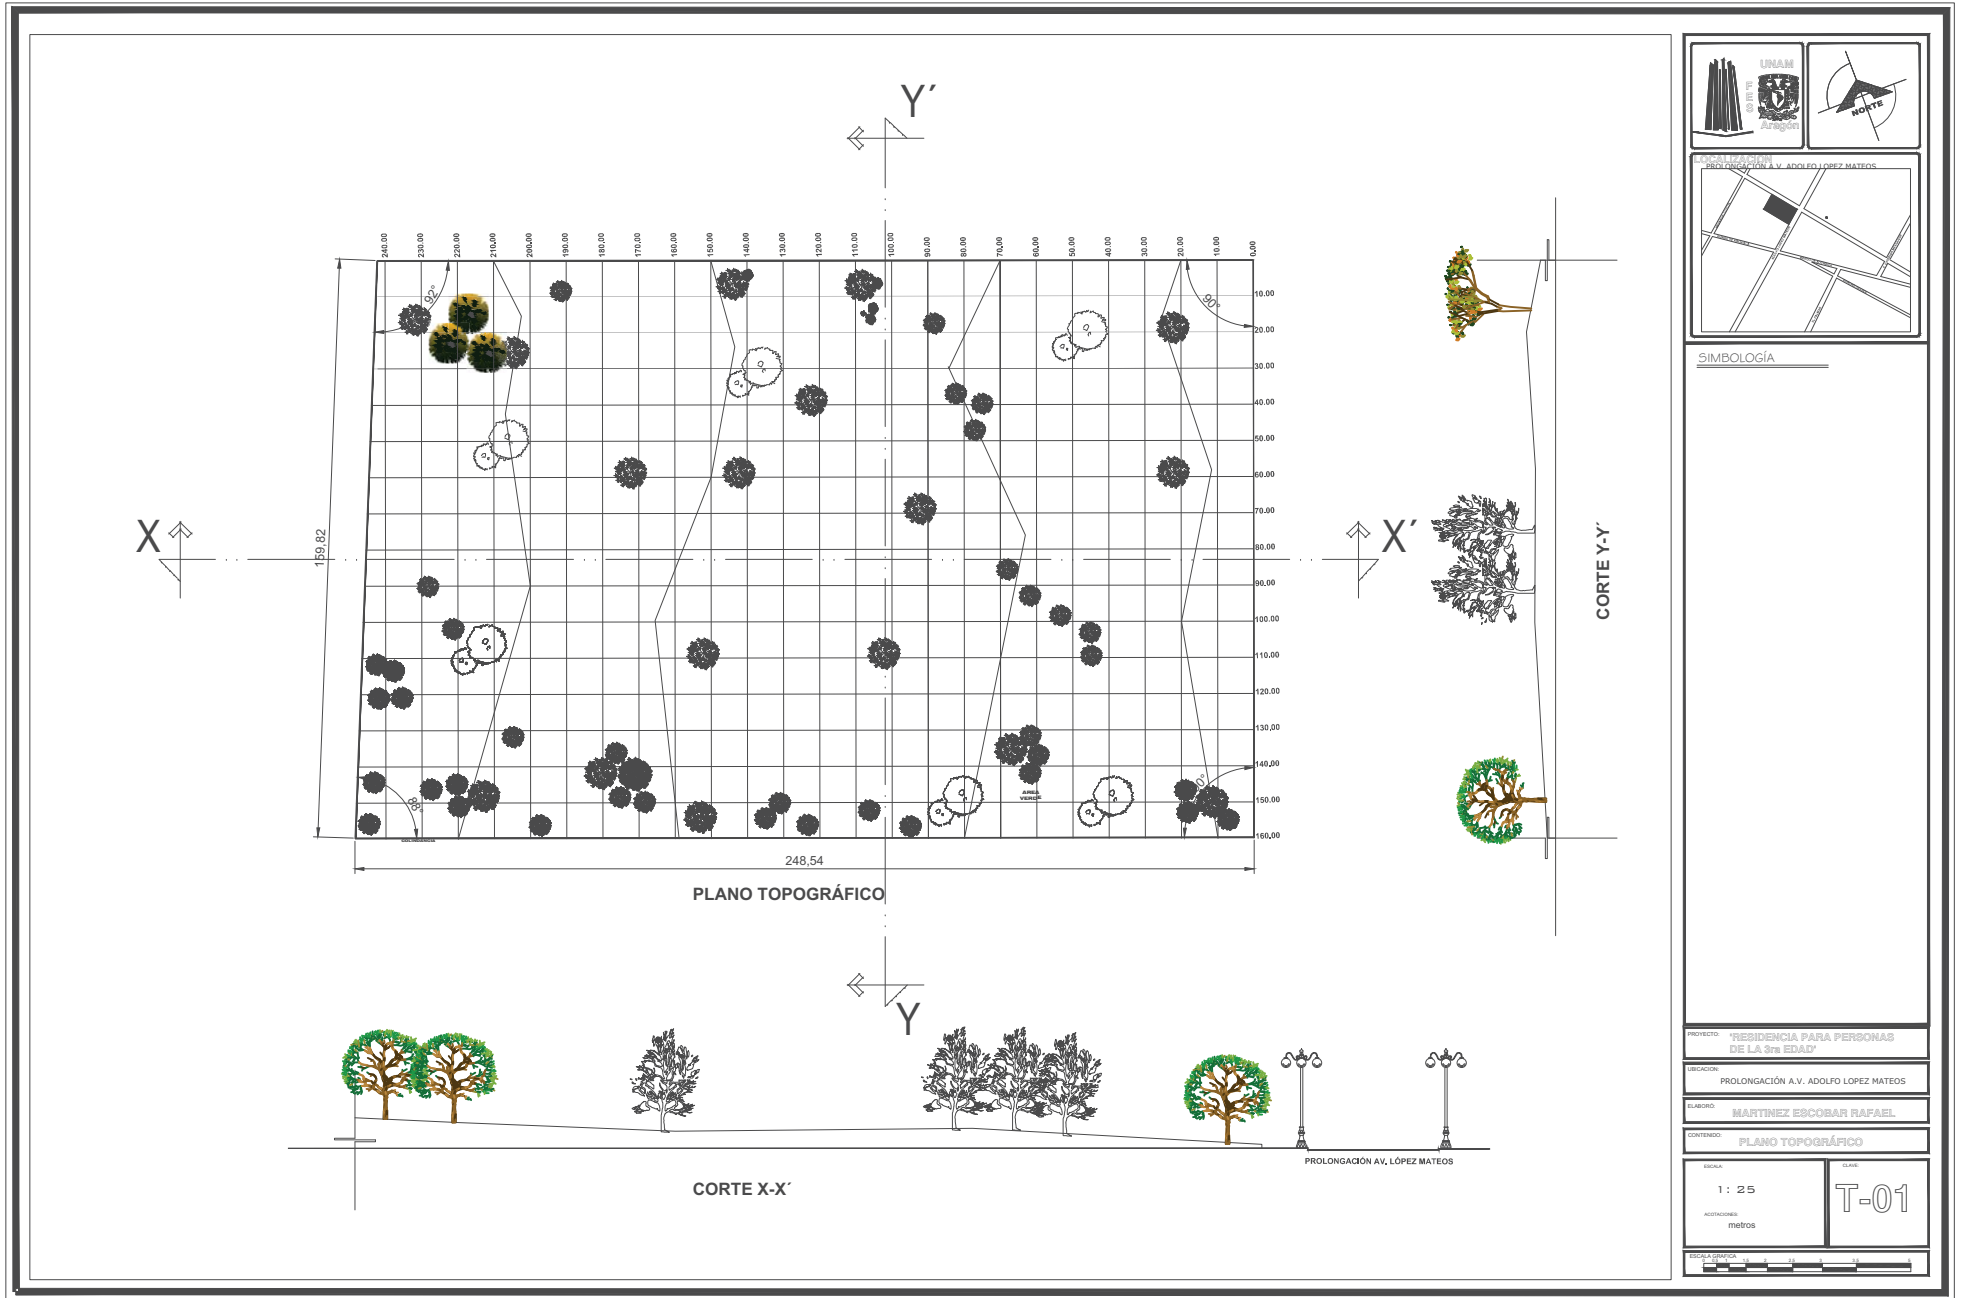 Y´
240.00
230.00
220.00
210.00
200.00
190.00
180.00
170.00
160.00
150.00
140.00
130.00
120.00
110.00
100.00
90.00
80.00
70.00
60.00
50.00
40.00
30.00
20.00
10.00
0.00
10.00
20.00
30.00
40.00
50.00
60.00
70.00
80.00
90.00
100.00
110.00
120.00
130.00
140.00
150.00
160.00
92°
90°
88°
X
X´
159,82
AREA
VERDE
COLINDANCIA
248,54
PLANO TOPOGRÁFICO
Y
CORTE Y-Y´
PROLONGACIÓN AV. LÓPEZ MATEOS
CORTE X-X´
UNAM
F.E.S
Aragón
NORTE
LOCALIZACIÓN
PROLONGACIÓN A.V. ADOLFO LOPEZ MATEOS
SIMBOLOGÍA
PROYECTO:
"RESIDENCIA PARA PERSONAS
DE LA 3ra EDAD"
UBICACION:
PROLONGACIÓN A.V. ADOLFO LOPEZ MATEOS
ELABORÓ:
MARTINEZ ESCOBAR RAFAEL
CONTENIDO:
PLANO TOPOGRÁFICO
ESCALA:
1: 25
ACOTACIONES:
metros
CLAVE:
T-01
ESCALA GRAFICA